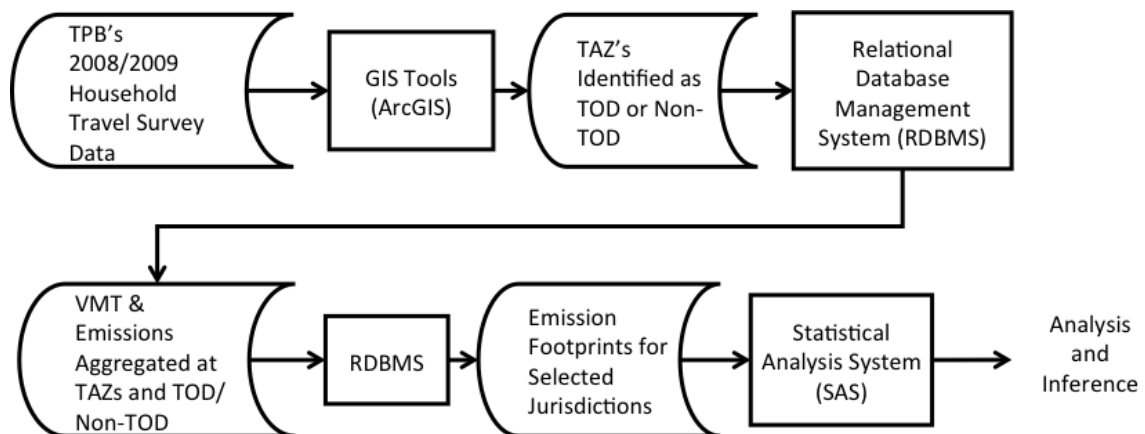 TPB's
2008/2009
Household
Travel Survey
Data
GIS Tools
(ArcGIS)
TAZ's
Identified as
TOD or Non-
TOD
Relational
Database
Management
System (RDBMS)
VMT &
Emissions
Aggregated at
TAZs and TOD/
Non-TOD
RDBMS
Emission
Footprints for
Selected
Jurisdictions
Statistical
Analysis System
(SAS)
Analysis
and
Inference